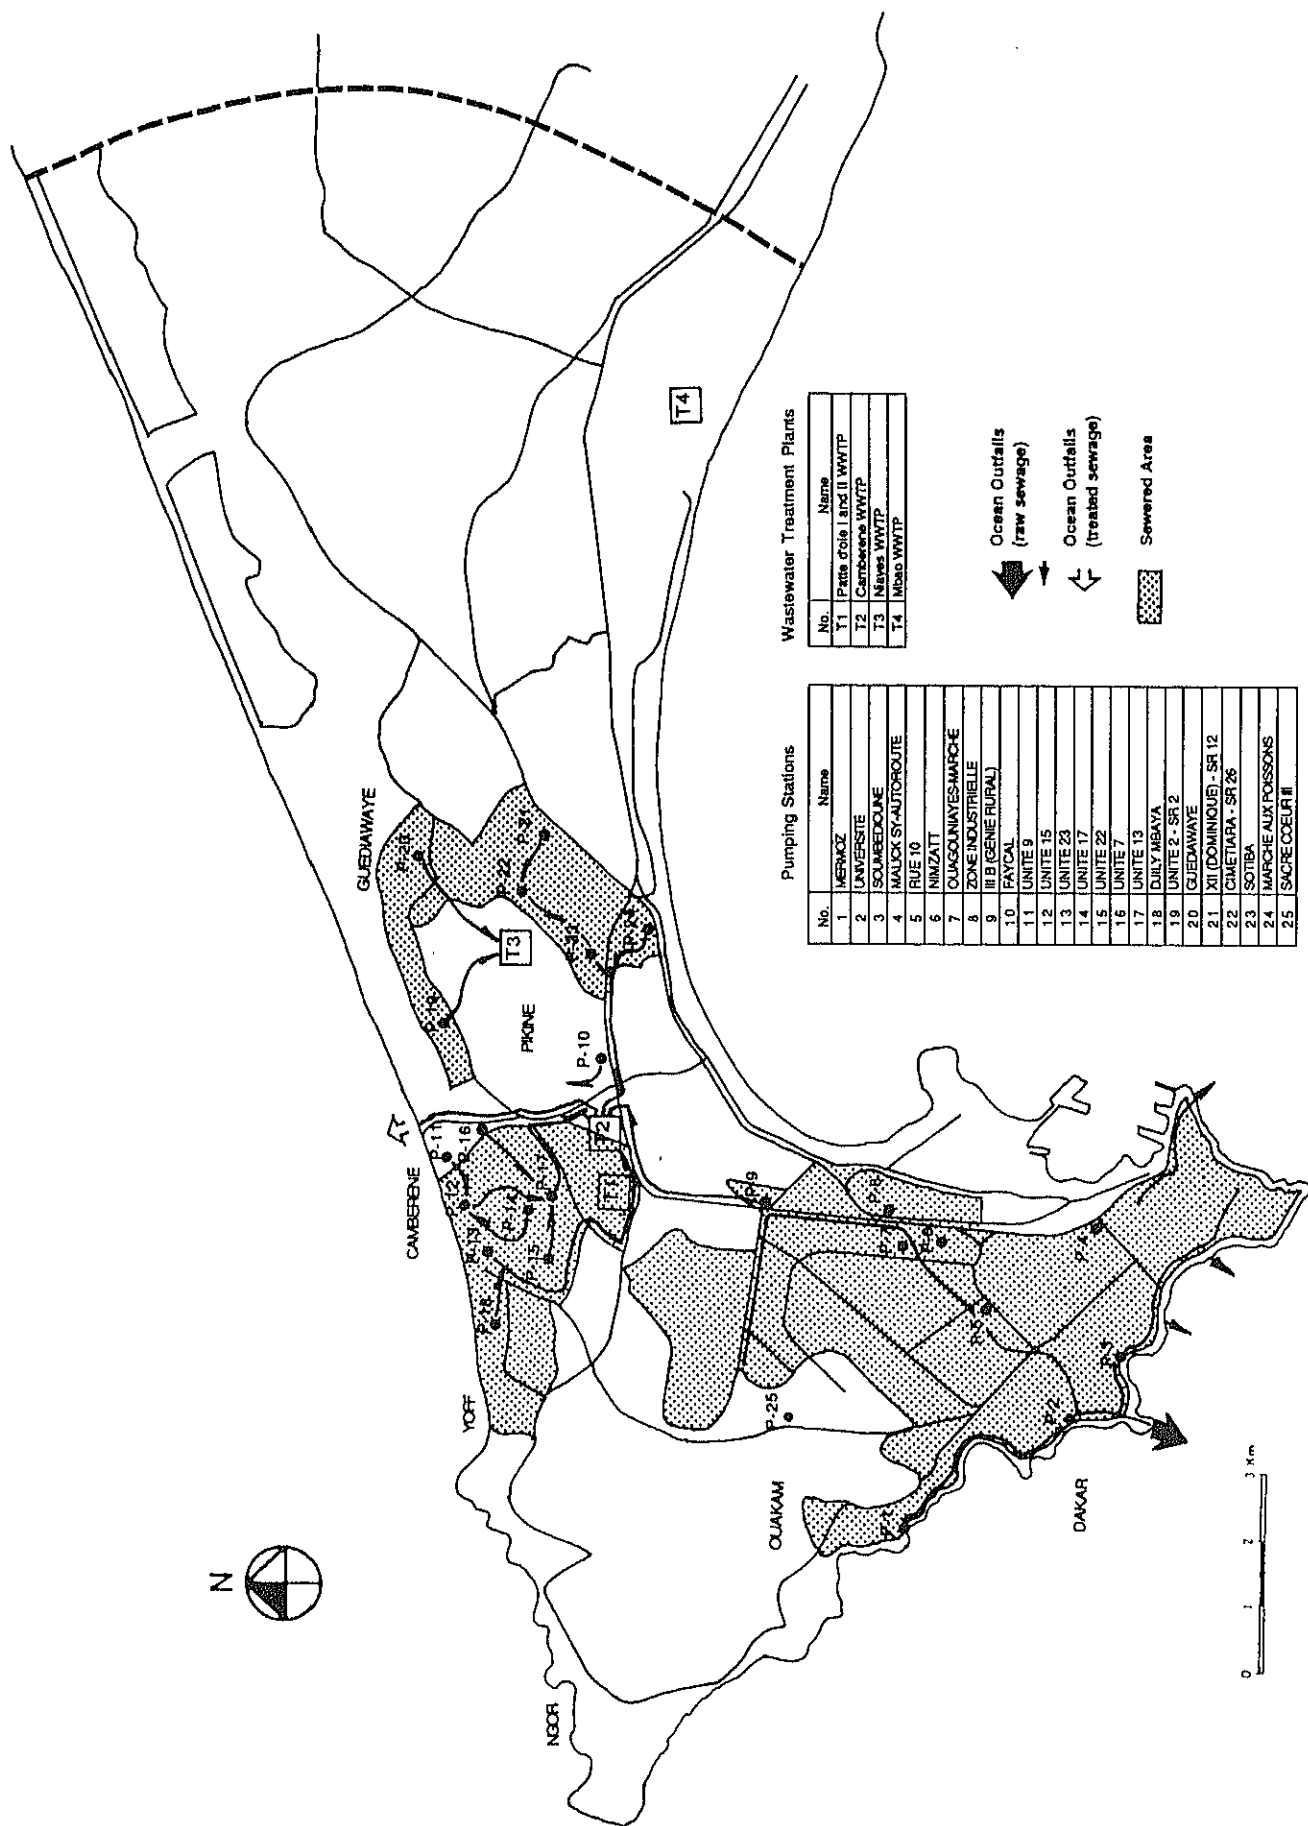 N
NGOR
YOFF
CAMBERENE
GUEDIAWAYE
PIKINE
OUAKAM
DAKAR
P-18
P-13
P-12
P-11
P-16
P-14
P-15
P-17
P-10
P-19
P-20
P-22
P-24
P-25
P-9
P-8
P-7
P-6
P-5
P-4
P-3
P-2
P-1
T1
T2
T3
T4
0 1 2 3 Km
Pumping Stations
No. Name
1 MERMOZ
2 UNIVERSITE
3 SOUMBEDIOUNE
4 MALICK SY-AUTOROUTE
5 RUE 10
6 NIMZATT
7 OUAGOUNIAYES-MARCHE
8 ZONE INDUSTRIELLE
9 III B (GENIE RURAL)
10 FAYCAL
11 UNITE 9
12 UNITE 15
13 UNITE 23
14 UNITE 17
15 UNITE 22
16 UNITE 7
17 UNITE 13
18 DJILY MBAYA
19 UNITE 2 - SR 2
20 GUEDIAWAYE
21 XII (DOMINIQUE) - SR 12
22 CIMETIARA - SR 26
23 SOTIBA
24 MARCHE AUX POISSONS
25 SACRE COEUR III
Wastewater Treatment Plants
No. Name
T1 Patte d'oie I and II WWTP
T2 Camberene WWTP
T3 Niayes WWTP
T4 Mbao WWTP
Ocean Outfalls
(raw sewage)
Ocean Outfalls
(treated sewage)
Sewered Area